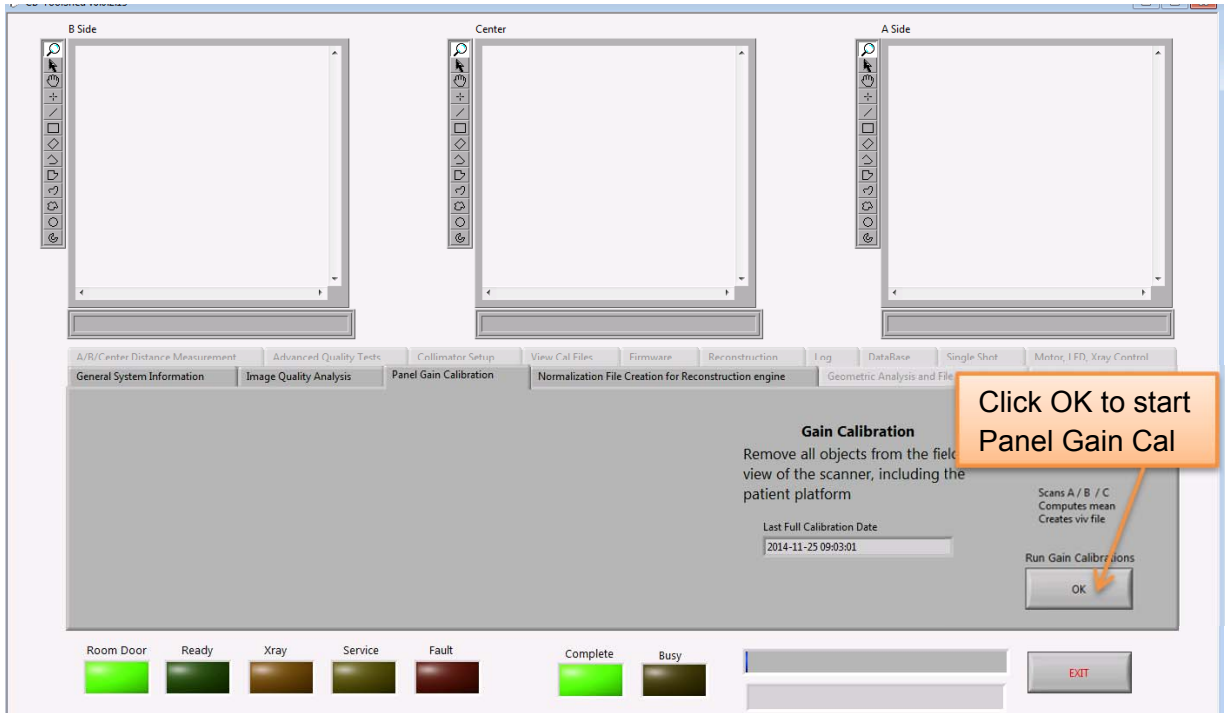 B Side
Center
A Side
A/B/Center Distance Measurement
Advanced Quality Tests
Collimator Setup
View Cal Files
Firmware
Reconstruction
Log
DataBase
Single Shot
Motor, LED, Xray Control
General System Information
Image Quality Analysis
Panel Gain Calibration
Normalization File Creation for Reconstruction engine
Geometric Analysis and File
Click OK to start
Panel Gain Cal
Gain Calibration
Remove all objects from the field
view of the scanner, including the
patient platform
Last Full Calibration Date
2014-11-25 09:03:01
Scans A / B / C
Computes mean
Creates viv file
Run Gain Calibrations
OK
Room Door
Ready
Xray
Service
Fault
Complete
Busy
EXIT